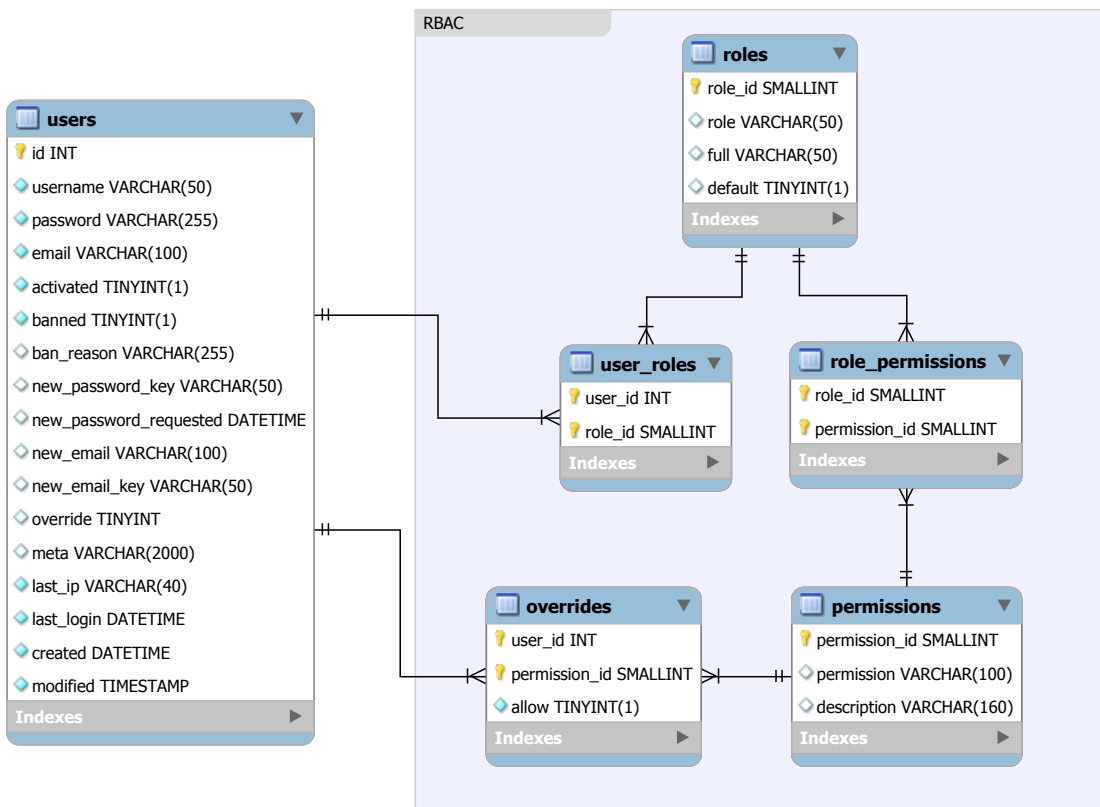 RBAC
users
id INT
username VARCHAR(50)
password VARCHAR(255)
email VARCHAR(100)
activated TINYINT(1)
banned TINYINT(1)
ban_reason VARCHAR(255)
new_password_key VARCHAR(50)
new_password_requested DATETIME
new_email VARCHAR(100)
new_email_key VARCHAR(50)
override TINYINT
meta VARCHAR(2000)
last_ip VARCHAR(40)
last_login DATETIME
created DATETIME
modified TIMESTAMP
Indexes
roles
role_id SMALLINT
role VARCHAR(50)
full VARCHAR(50)
default TINYINT(1)
Indexes
user_roles
user_id INT
role_id SMALLINT
Indexes
role_permissions
role_id SMALLINT
permission_id SMALLINT
Indexes
overrides
user_id INT
permission_id SMALLINT
allow TINYINT(1)
Indexes
permissions
permission_id SMALLINT
permission VARCHAR(100)
description VARCHAR(160)
Indexes